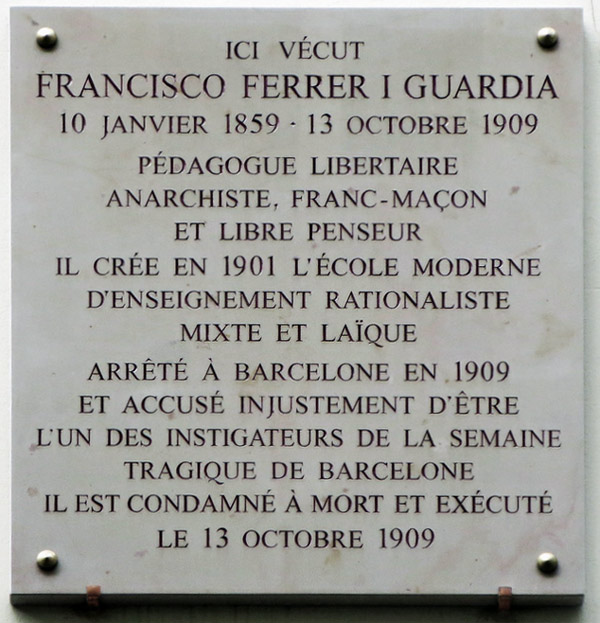 ICI VÉCUT
FRANCISCO FERRER I GUARDIA
10 JANVIER 1859 · 13 OCTOBRE 1909
PÉDAGOGUE LIBERTAIRE
ANARCHISTE, FRANC-MAÇON
ET LIBRE PENSEUR
IL CRÉE EN 1901 L'ÉCOLE MODERNE
D'ENSEIGNEMENT RATIONALISTE
MIXTE ET LAÏQUE
ARRÊTÉ À BARCELONE EN 1909
ET ACCUSÉ INJUSTEMENT D'ÊTRE
L'UN DES INSTIGATEURS DE LA SEMAINE
TRAGIQUE DE BARCELONE
IL EST CONDAMNÉ À MORT ET EXÉCUTÉ
LE 13 OCTOBRE 1909